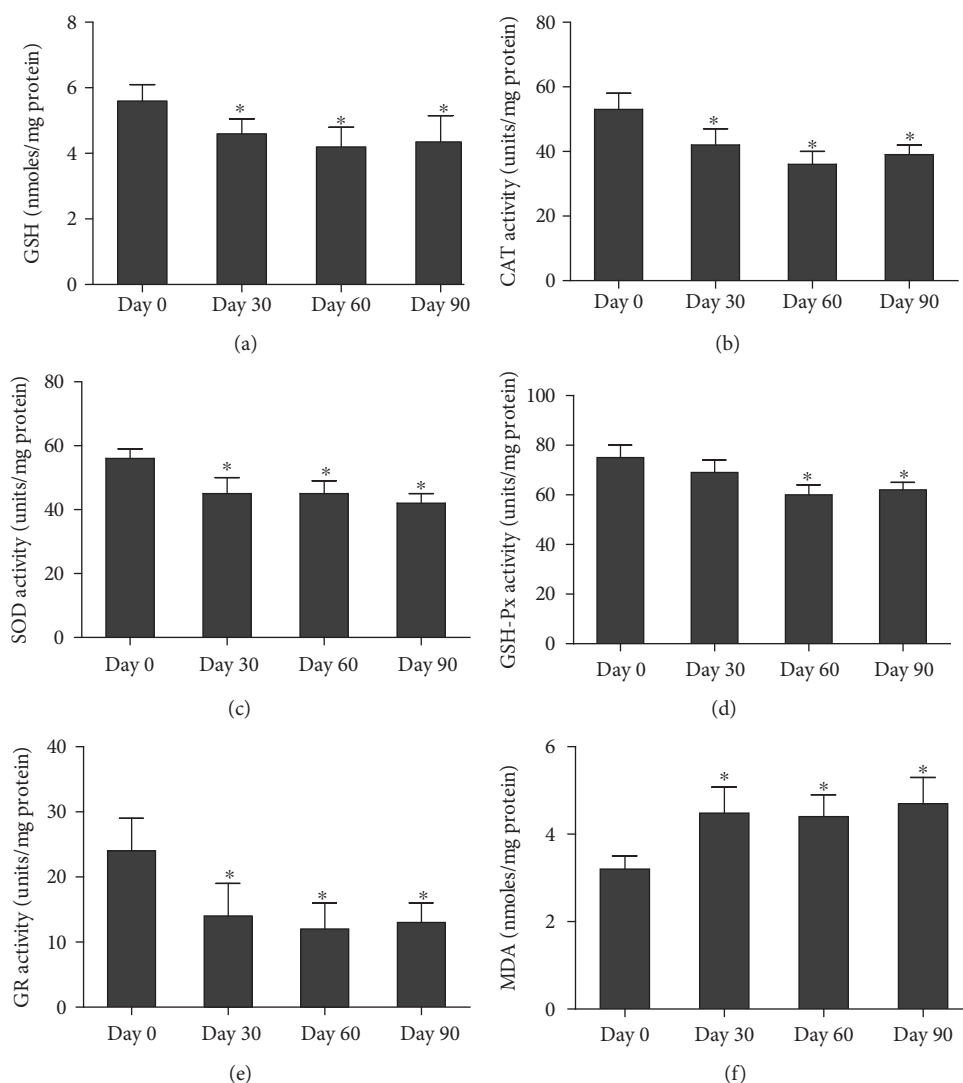 GSH (nmoles/mg protein)
8
6
4
2
0
* * *
Day 0 Day 30 Day 60 Day 90
(a)
CAT activity (units/mg protein)
80
60
40
20
0
* * *
Day 0 Day 30 Day 60 Day 90
(b)
SOD activity (units/mg protein)
80
60
40
20
0
* * *
Day 0 Day 30 Day 60 Day 90
(c)
GSH-Px activity (units/mg protein)
100
80
60
40
20
0
* *
Day 0 Day 30 Day 60 Day 90
(d)
GR activity (units/mg protein)
40
30
20
10
0
* * *
Day 0 Day 30 Day 60 Day 90
(e)
MDA (nmoles/mg protein)
6
4
2
0
* * *
Day 0 Day 30 Day 60 Day 90
(f)